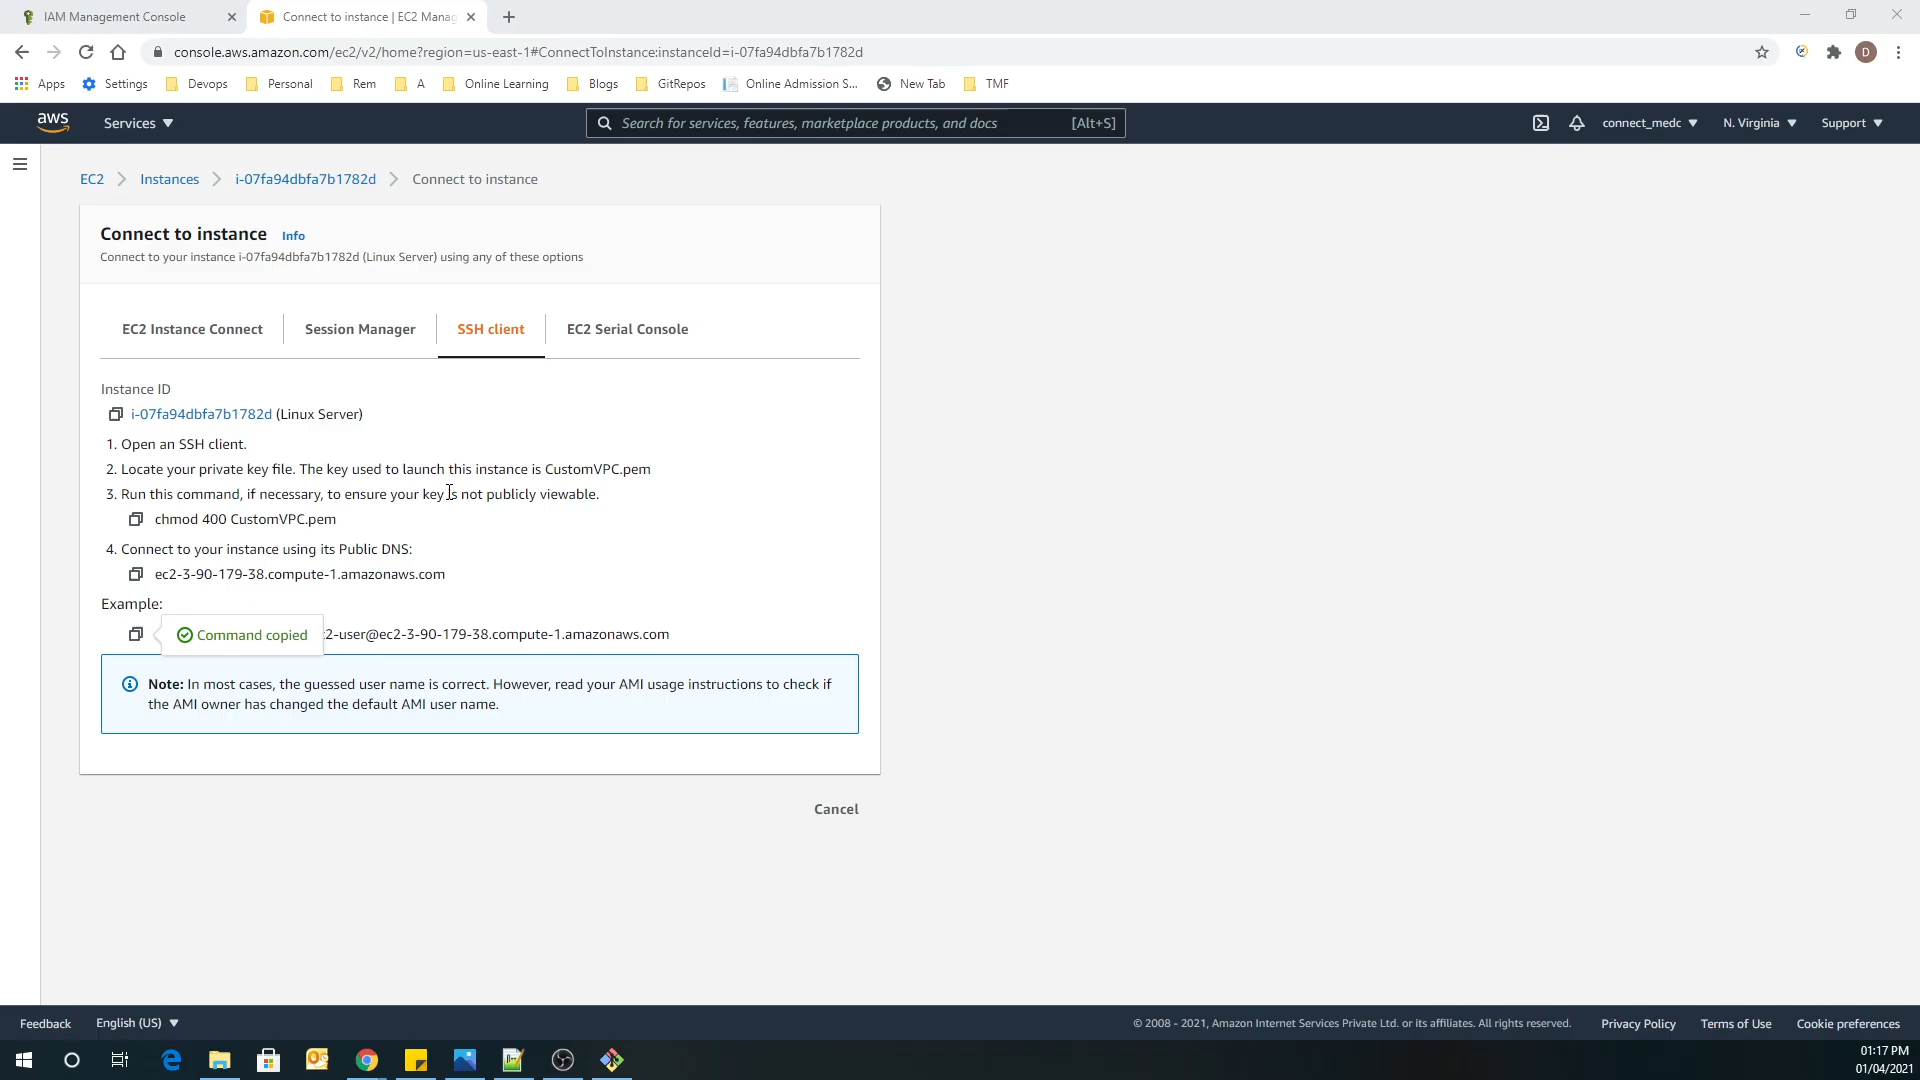 IAM Management Console
Connect to instance | EC2 Manag
console.aws.amazon.com/ec2/v2/home?region=us-east-1#ConnectToInstance:instanceId=i-07fa94dbfa7b1782d
D
Apps Settings Devops Personal Rem A Online Learning Blogs GitRepos Online Admission S... New Tab TMF
aws Services Search for services, features, marketplace products, and docs [Alt+S] connect_medc N. Virginia Support
EC2 Instances i-07fa94dbfa7b1782d Connect to instance
Connect to instance Info
Connect to your instance i-07fa94dbfa7b1782d (Linux Server) using any of these options
EC2 Instance Connect Session Manager SSH client EC2 Serial Console
Instance ID
i-07fa94dbfa7b1782d (Linux Server)
1. Open an SSH client.
2. Locate your private key file. The key used to launch this instance is CustomVPC.pem
3. Run this command, if necessary, to ensure your key is not publicly viewable.
chmod 400 CustomVPC.pem
4. Connect to your instance using its Public DNS:
ec2-3-90-179-38.compute-1.amazonaws.com
Example:
Command copied 2-user@ec2-3-90-179-38.compute-1.amazonaws.com
Note: In most cases, the guessed user name is correct. However, read your AMI usage instructions to check if
the AMI owner has changed the default AMI user name.
Cancel
Feedback English (US) © 2008 - 2021, Amazon Internet Services Private Ltd. or its affiliates. All rights reserved. Privacy Policy Terms of Use Cookie preferences
01:17 PM
01/04/2021